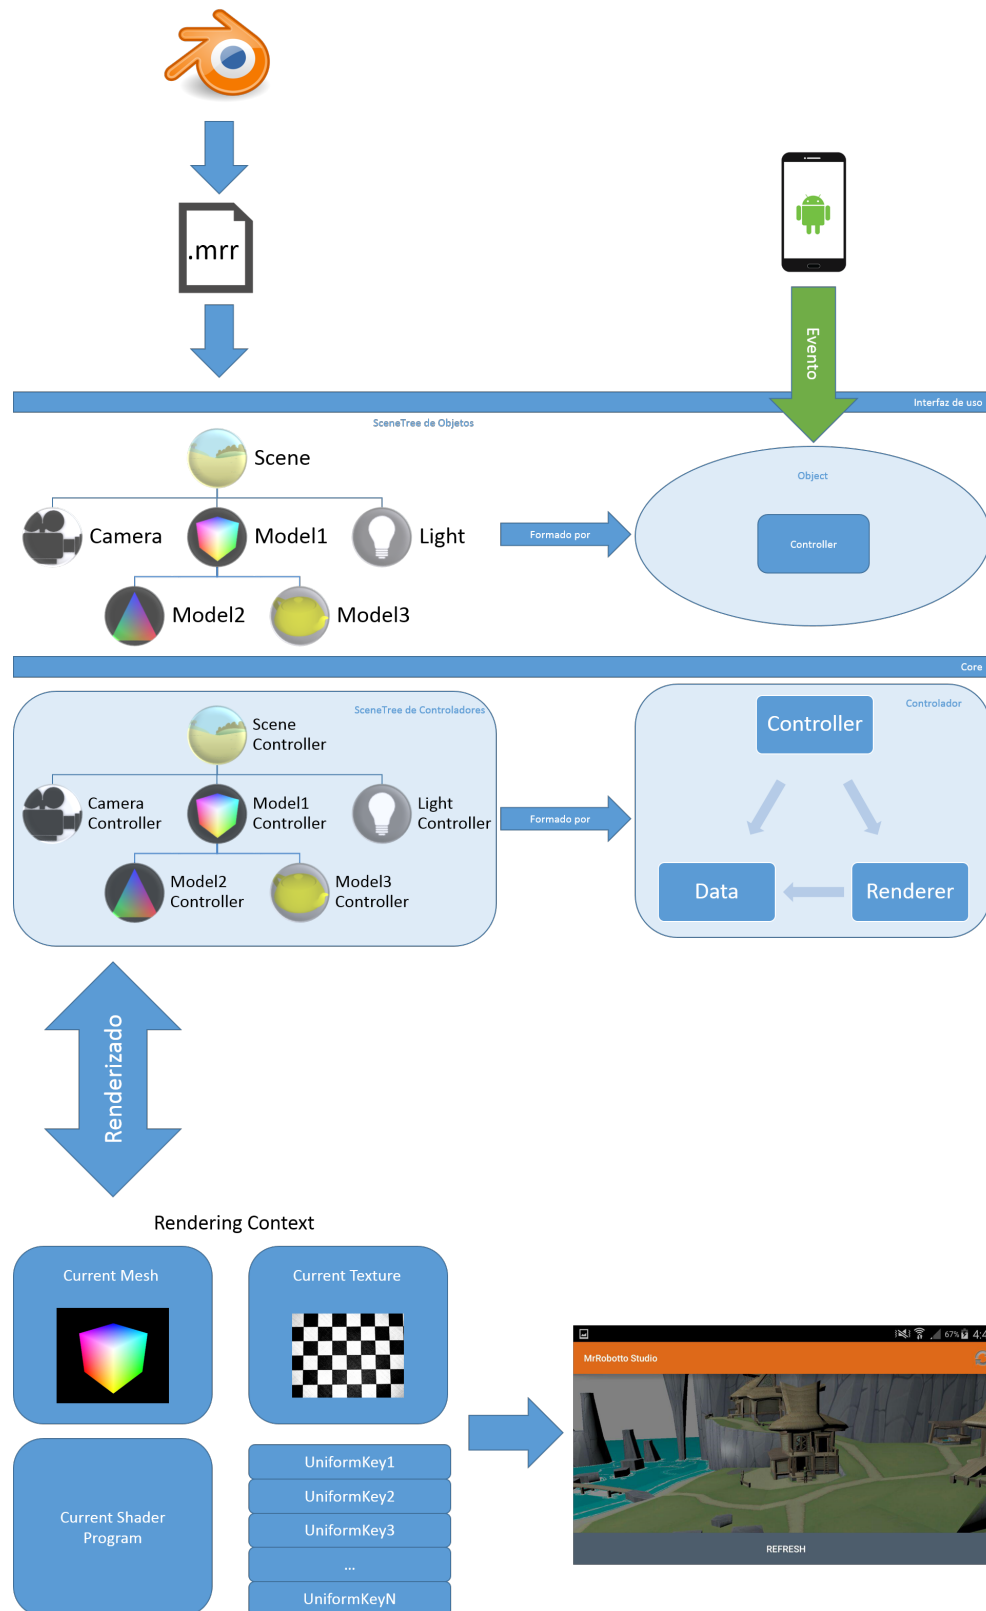 .mrr
Evento
Interfaz de uso
SceneTree de Objetos
Scene
Camera
Model1
Light
Model2
Model3
Formado por
Object
Controller
Core
SceneTree de Controladores
Scene
Controller
Camera
Controller
Model1
Controller
Light
Controller
Model2
Controller
Model3
Controller
Formado por
Controlador
Controller
Data
Renderer
Renderizado
Rendering Context
Current Mesh
Current Texture
Current Shader
Program
UniformKey1
UniformKey2
UniformKey3
...
UniformKeyN
67%
4:4
MrRobotto Studio
REFRESH